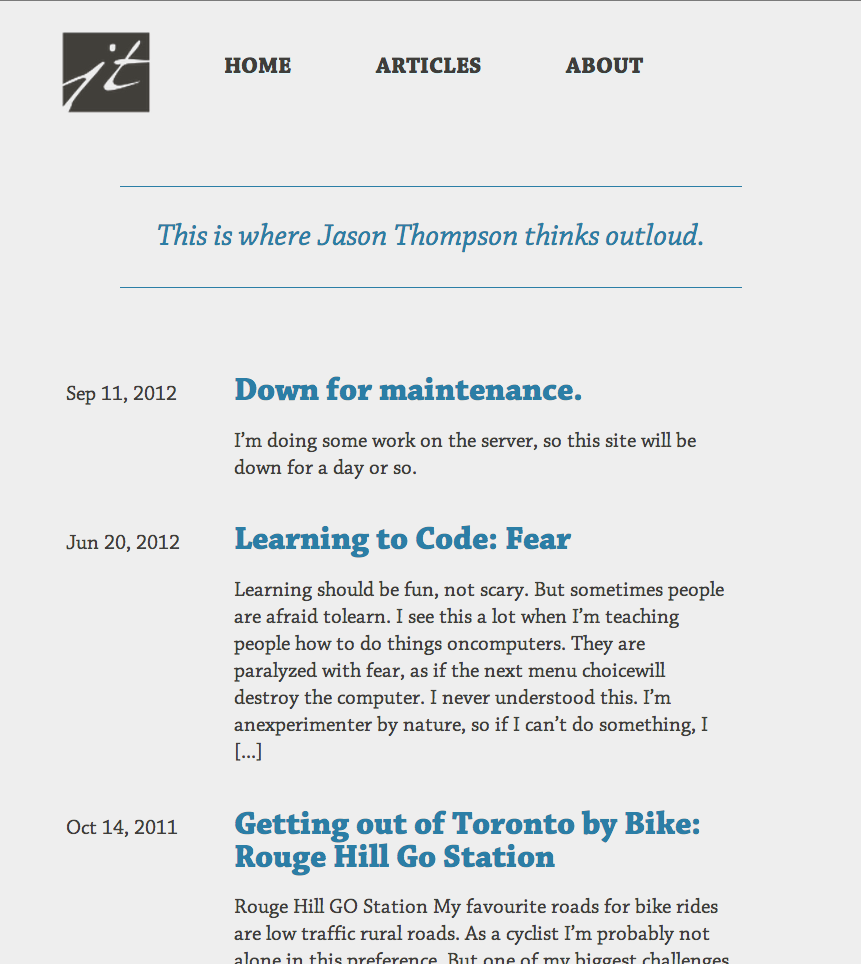 jt
HOME ARTICLES ABOUT
This is where Jason Thompson thinks outloud.
Sep 11, 2012
Down for maintenance.
I’m doing some work on the server, so this site will be
down for a day or so.
Jun 20, 2012
Learning to Code: Fear
Learning should be fun, not scary. But sometimes people
are afraid tolearn. I see this a lot when I’m teaching
people how to do things oncomputers. They are
paralyzed with fear, as if the next menu choicewill
destroy the computer. I never understood this. I’m
anexperimenter by nature, so if I can’t do something, I
[...]
Oct 14, 2011
Getting out of Toronto by Bike:
Rouge Hill Go Station
Rouge Hill GO Station My favourite roads for bike rides
are low traffic rural roads. As a cyclist I’m probably not
alone in this preference. But one of my biggest challenges